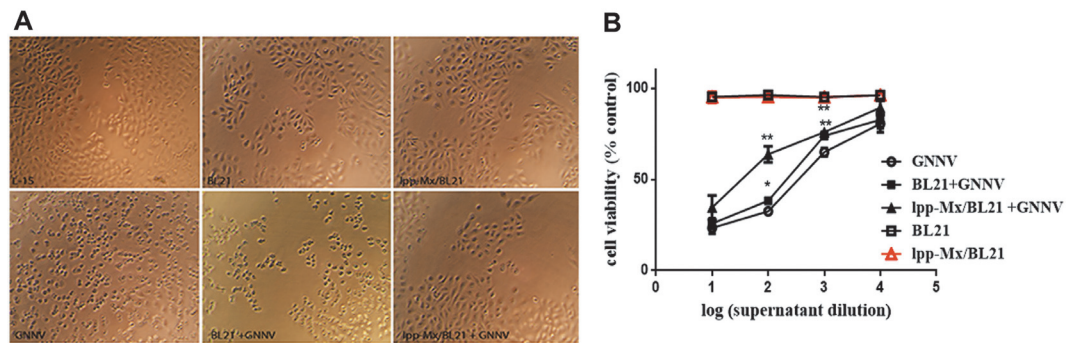 A
L-15
BL21
lpp-Mx/BL21
GNNV
BL21 +GNNV
lpp-Mx/BL21 + GNNV
B
cell viability (% control)
100
50
0
**
**
**
*
0
1
2
3
4
5
log (supernatant dilution)
GNNV
BL21+GNNV
lpp-Mx/BL21 +GNNV
BL21
lpp-Mx/BL21